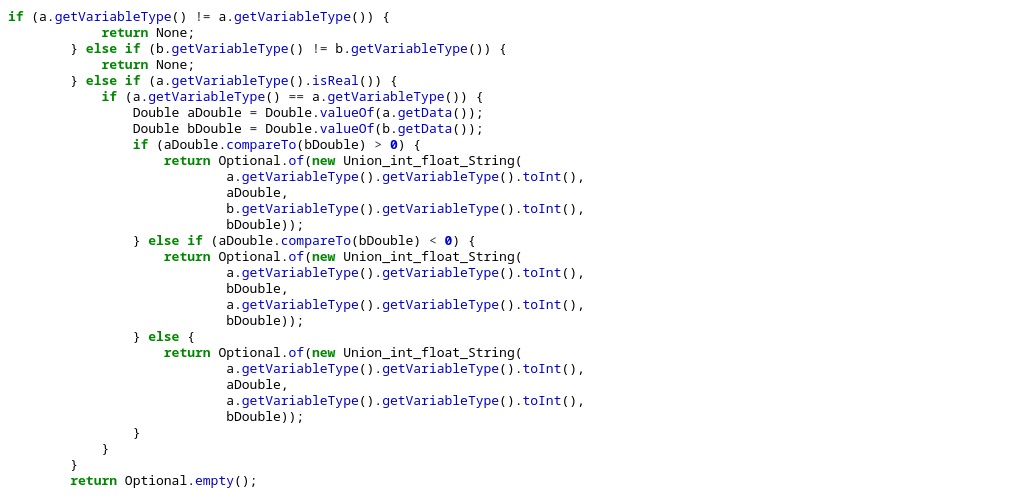 if (a.getVariableType() != a.getVariableType()) {
            return None;
        } else if (b.getVariableType() != b.getVariableType()) {
            return None;
        } else if (a.getVariableType().isReal()) {
            if (a.getVariableType() == a.getVariableType()) {
                Double aDouble = Double.valueOf(a.getData());
                Double bDouble = Double.valueOf(b.getData());
                if (aDouble.compareTo(bDouble) > 0) {
                    return Optional.of(new Union_int_float_String(
                            a.getVariableType().getVariableType().toInt(),
                            aDouble,
                            b.getVariableType().getVariableType().toInt(),
                            bDouble));
                } else if (aDouble.compareTo(bDouble) < 0) {
                    return Optional.of(new Union_int_float_String(
                            a.getVariableType().getVariableType().toInt(),
                            bDouble,
                            a.getVariableType().getVariableType().toInt(),
                            bDouble));
                } else {
                    return Optional.of(new Union_int_float_String(
                            a.getVariableType().getVariableType().toInt(),
                            aDouble,
                            a.getVariableType().getVariableType().toInt(),
                            bDouble));
                }
            }
        }
        return Optional.empty();